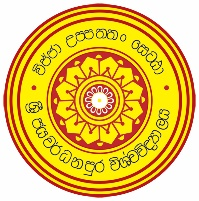 විජ්ජා උප්පතතං සෙට්ඨා
ශ්‍රී ජයවර්ධනපුර විශ්වවිද්‍යාලය